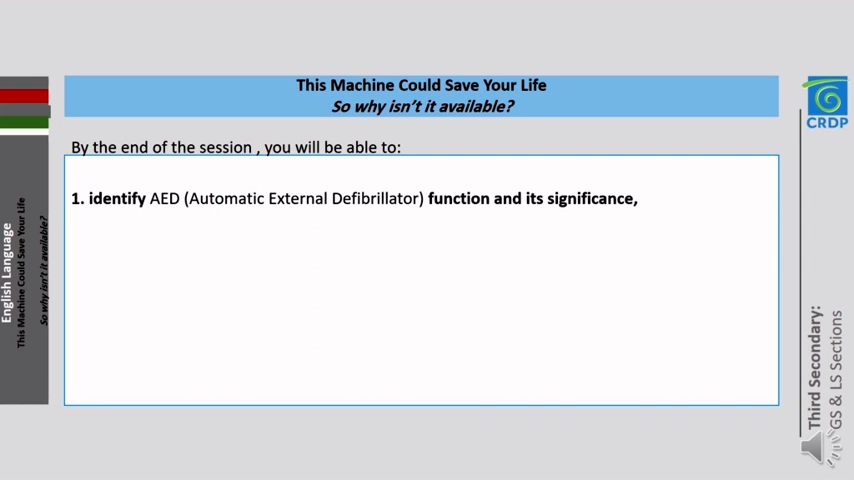 This Machine Could Save Your Life
So why isn't it available?
CRDP
By the end of the session , you will be able to:
1. identify AED (Automatic External Defibrillator) function and its significance,
English Language
This Machine Could Save Your Life
So why isn't it available?
Third Secondary:
GS & LS Sections